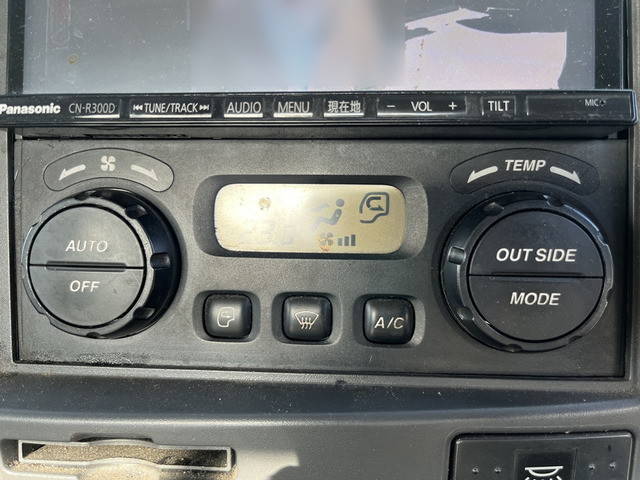 Panasonic CN-R300D TUNE/TRACK AUDIO MENU 現在地 − VOL + TILT MIC
TEMP
AUTO
OFF
OUT SIDE
MODE
A/C